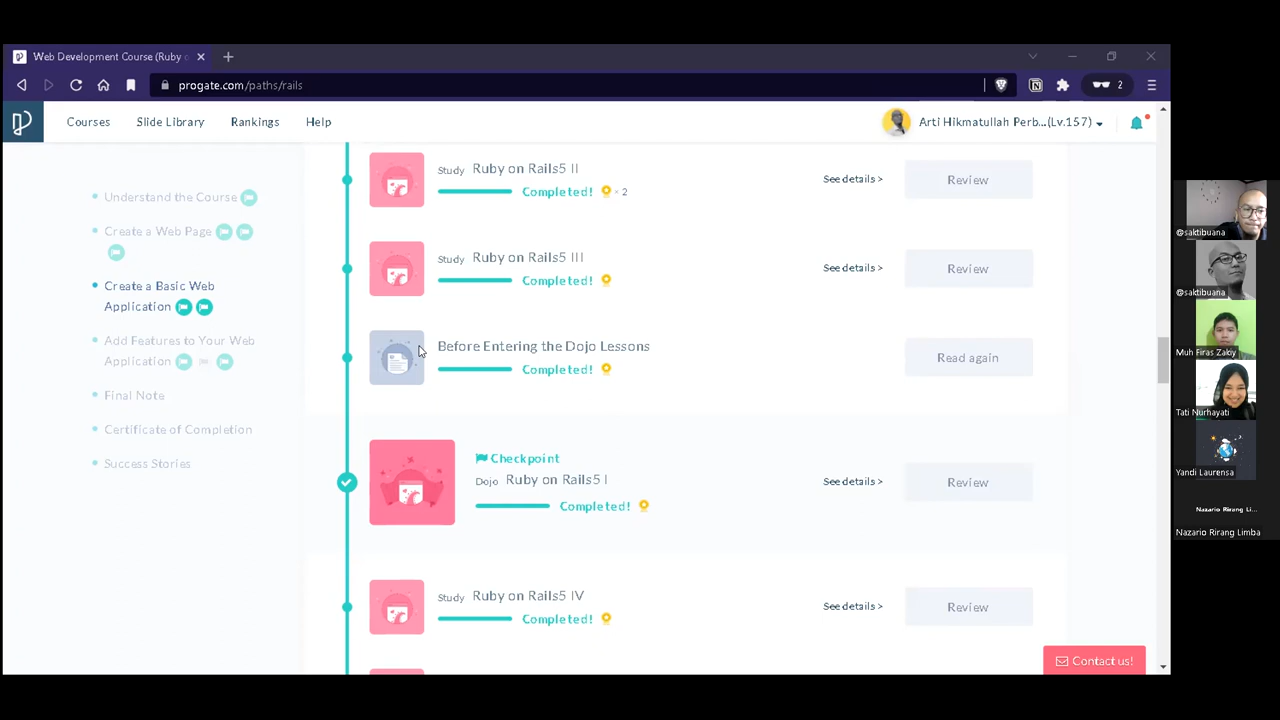 Web Development Course (Ruby o
progate.com/paths/rails
2
Courses
Slide Library
Rankings
Help
Arti Hikmatullah Perb...(Lv.157)
Understand the Course
Create a Web Page
Create a Basic Web
Application
Add Features to Your Web
Application
Final Note
Certificate of Completion
Success Stories
Study Ruby on Rails5 II
Completed! × 2
See details >
Review
Study Ruby on Rails5 III
Completed!
See details >
Review
Before Entering the Dojo Lessons
Completed!
Read again
Checkpoint
Dojo Ruby on Rails5 I
Completed!
See details >
Review
Study Ruby on Rails5 IV
Completed!
See details >
Review
Contact us!
@saktibuana
@saktibuana
Muh Firas Zakiy
Tati Nurhayati
Yandi Laurensa
Nazario Rirang Li...
Nazario Rirang Limba